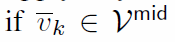 if $\overline{v}_k \in \mathcal{V}^{\mathsf{mid}}$